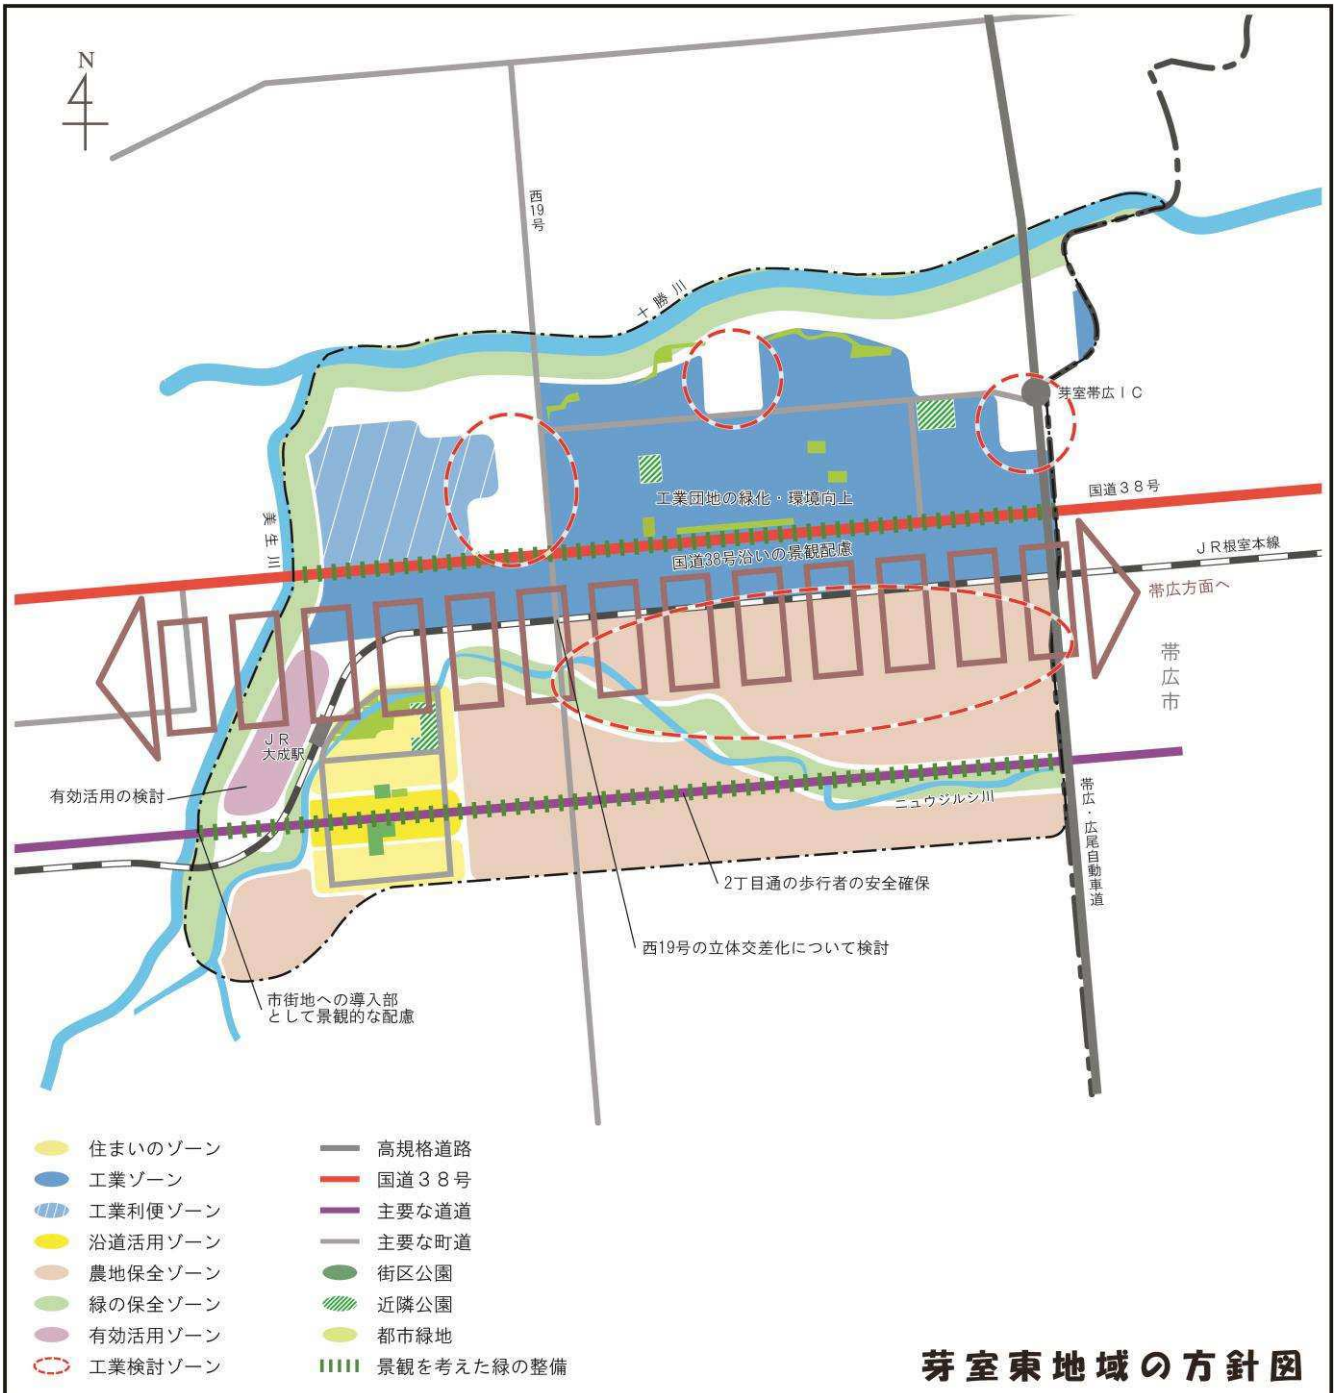 N
西19号
十勝川
芽室帯広IC
工業団地の緑化・環境向上
国道38号
美生川
国道38号沿いの景観配慮
JR根室本線
帯広方面へ
帯広市
JR
大成駅
有効活用の検討
ニュウジルシ川
帯広・広尾自動車道
2丁目通の歩行者の安全確保
西19号の立体交差化について検討
市街地への導入部
として景観的な配慮
住まいのゾーン
工業ゾーン
工業利便ゾーン
沿道活用ゾーン
農地保全ゾーン
緑の保全ゾーン
有効活用ゾーン
工業検討ゾーン
高規格道路
国道38号
主要な道道
主要な町道
街区公園
近隣公園
都市緑地
景観を考えた緑の整備
芽室東地域の方針図